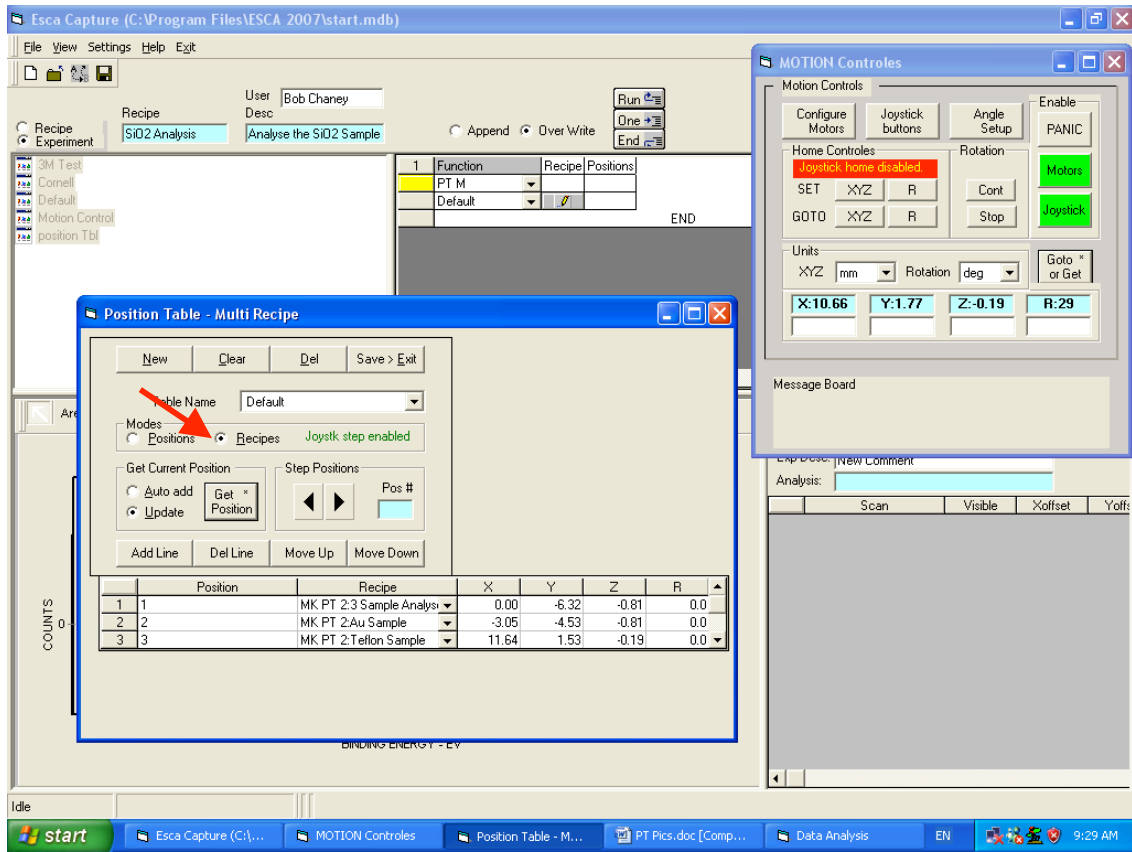 Esca Capture (C:\Program Files\ESCA 2007\start.mdb)
File View Settings Help Exit
User Bob Chaney
Recipe Desc
Recipe
Experiment
SiO2 Analysis Analyse the SiO2 Sample
Append Over Write
Run
One
End
3M Test
Cornell
Default
Motion Control
position Tbl
1 Function Recipe Positions
PT M
Default
END
MOTION Controles
Motion Controls
Configure Motors
Joystick buttons
Angle Setup
Enable
PANIC
Motors
Joystick
Home Controles
Joystick home disabled.
SET XYZ R
GOTO XYZ R
Rotation
Cont
Stop
Units
XYZ mm Rotation deg
Goto * or Get
X:10.66 Y:1.77 Z:-0.19 R:29
Message Board
Position Table - Multi Recipe
New Clear Del Save > Exit
Table Name Default
Modes
Positions Recipes Joystk step enabled
Get Current Position
Auto add
Update
Get * Position
Step Positions
Pos #
Add Line Del Line Move Up Move Down
Position Recipe X Y Z R
1 1 MK PT 2:3 Sample Analys 0.00 -6.32 -0.81 0.0
2 2 MK PT 2:Au Sample -3.05 -4.53 -0.81 0.0
3 3 MK PT 2:Teflon Sample 11.64 1.53 -0.19 0.0
Are
COUNTS
0
BINDING ENERGY - EV
Exp Desc: New Comment
Analysis:
Scan Visible Xoffset Yoffs
Idle
start Esca Capture (C:\... MOTION Controles Position Table - M... PT Pics.doc [Comp... Data Analysis EN 9:29 AM